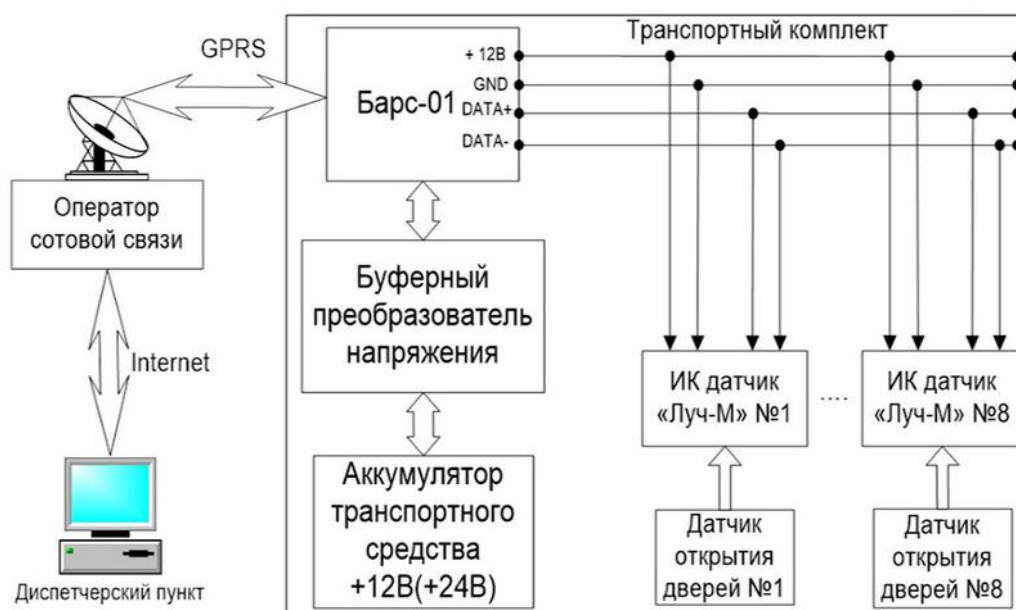 GPRS
Транспортный комплект
Барс-01
+ 12В
GND
DATA+
DATA-
Оператор
сотовой связи
Internet
Диспетчерский пункт
Буферный
преобразователь
напряжения
Аккумулятор
транспортного
средства
+12В(+24В)
ИК датчик
«Луч-М» №1
....
ИК датчик
«Луч-М» №8
Датчик
открытия
дверей №1
Датчик
открытия
дверей №8